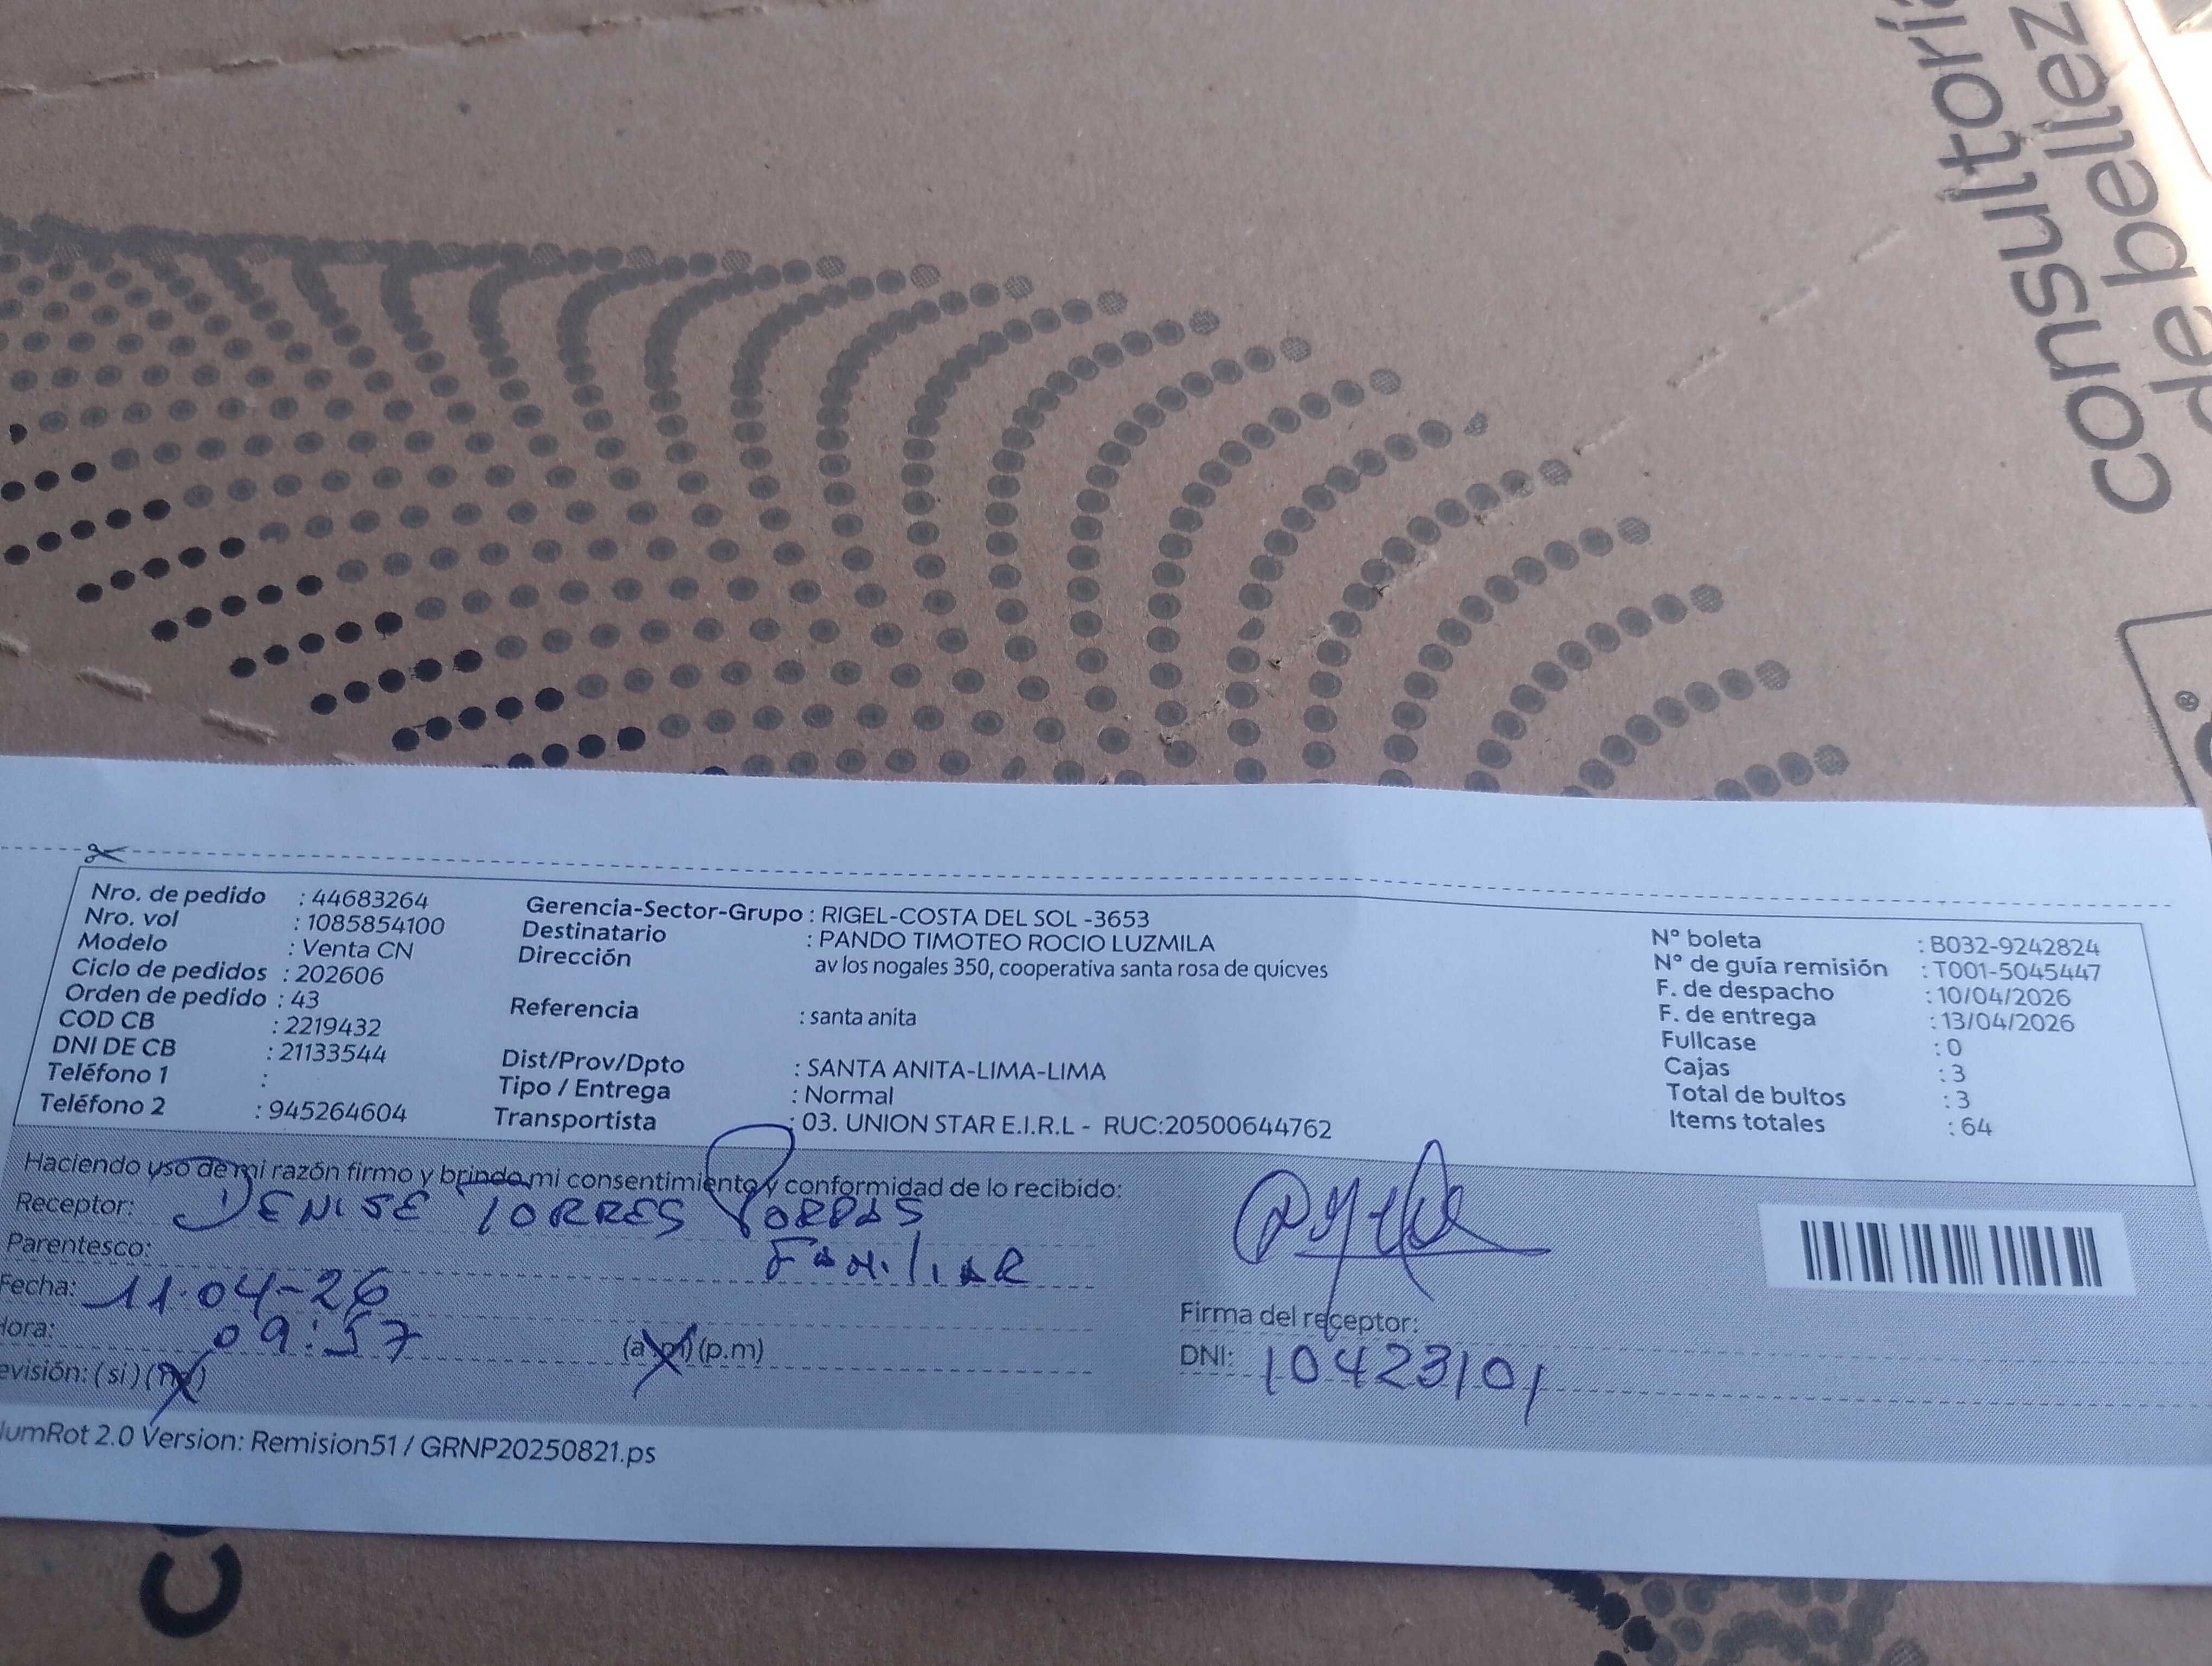 consultori
de bellez
Nro. de pedido : 44683264
Nro. vol : 1085854100
Modelo : Venta CN
Ciclo de pedidos : 202606
Orden de pedido : 43
COD CB : 2219432
DNI DE CB : 21133544
Teléfono 1 :
Teléfono 2 : 945264604
Gerencia-Sector-Grupo : RIGEL-COSTA DEL SOL -3653
Destinatario : PANDO TIMOTEO ROCIO LUZMILA
Dirección av los nogales 350, cooperativa santa rosa de quicves
Referencia : santa anita
Dist/Prov/Dpto : SANTA ANITA-LIMA-LIMA
Tipo / Entrega : Normal
Transportista : 03. UNION STAR E.I.R.L - RUC:20500644762
N° boleta : B032-9242824
N° de guía remisión : T001-5045447
F. de despacho : 10/04/2026
F. de entrega : 13/04/2026
Fullcase : 0
Cajas : 3
Total de bultos : 3
Items totales : 64
Haciendo uso de mi razón firmo y brindo mi consentimiento y conformidad de lo recibido:
Receptor: DENISE TORRES PORRAS
Parentesco: FAMILIAR
Fecha: 11-04-26
Hora: 09:57 (a.m) (p.m)
evisión: (si) (no)
Firma del receptor:
DNI: 10423101
umRot 2.0 Version: Remision51 / GRNP20250821.ps